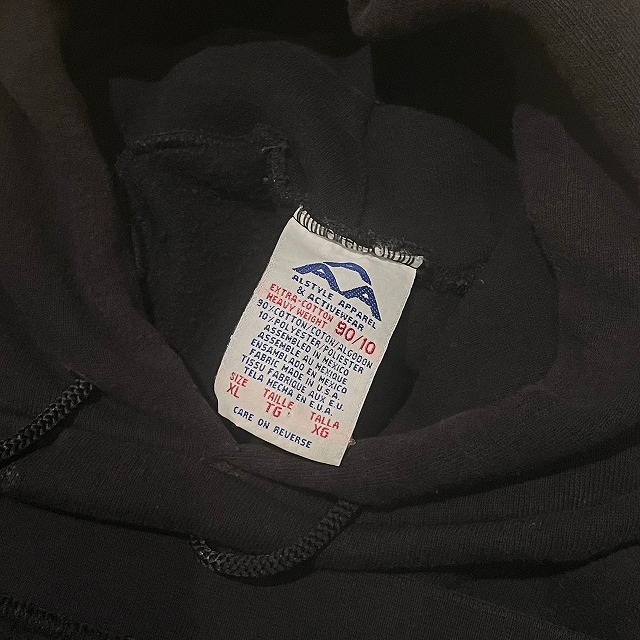 AA
ALSTYLE APPAREL
& ACTIVEWEAR
EXTRA-COTTON
HEAVY WEIGHT 90/10
90%COTTON/COTON/ALGODON
10%POLYESTER/POLIESTER
ASSEMBLED IN MEXICO
ASSEMBLE AU MEXIQUE
ENSAMBLADO EN MEXICO
FABRIC MADE IN U.S.A.
TISSU FABRIQUE AUX E.U.
TELA HECHA EN E.U.A.
SIZE TAILLE TALLA
XL TG XG
CARE ON REVERSE